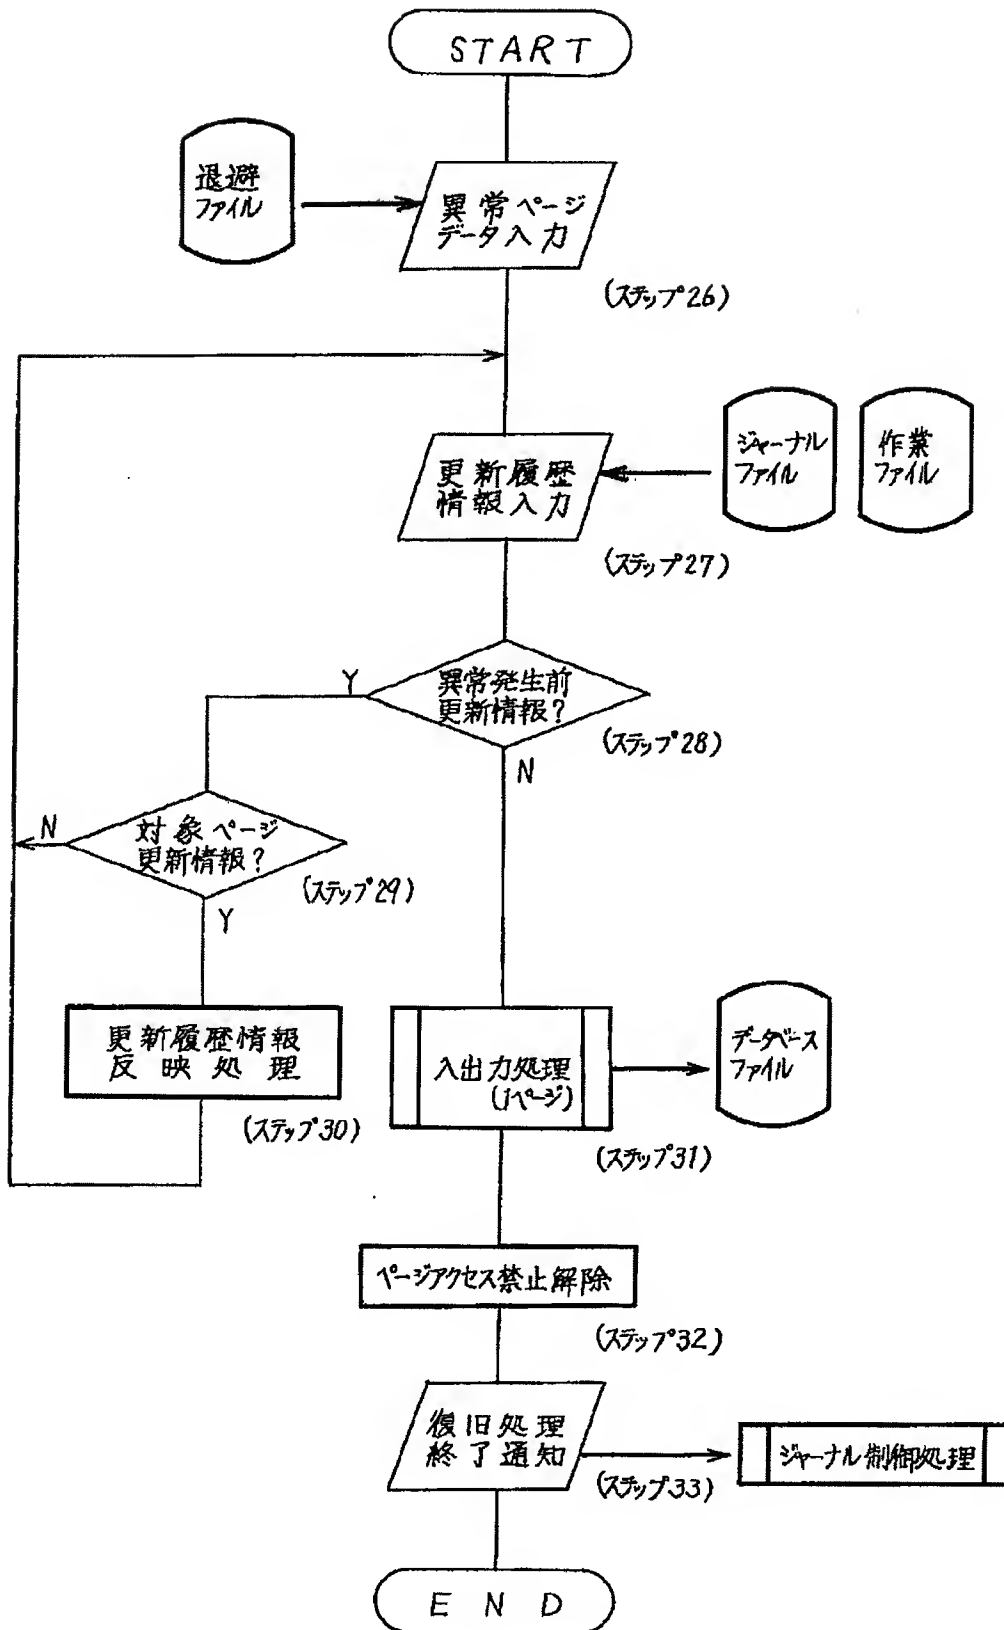 START
退避
ファイル
異常ページ
データ入力
(ステップ26)
更新履歴
情報入力
ジャーナル
ファイル
作業
ファイル
(ステップ27)
異常発生前
更新情報?
Y
(ステップ28)
N
対象ページ
更新情報?
N
(ステップ29)
Y
更新履歴情報
反映処理
(ステップ30)
入出力処理
(1ページ)
データベース
ファイル
(ステップ31)
ページアクセス禁止解除
(ステップ32)
復旧処理
終了通知
ジャーナル制御処理
(ステップ33)
END